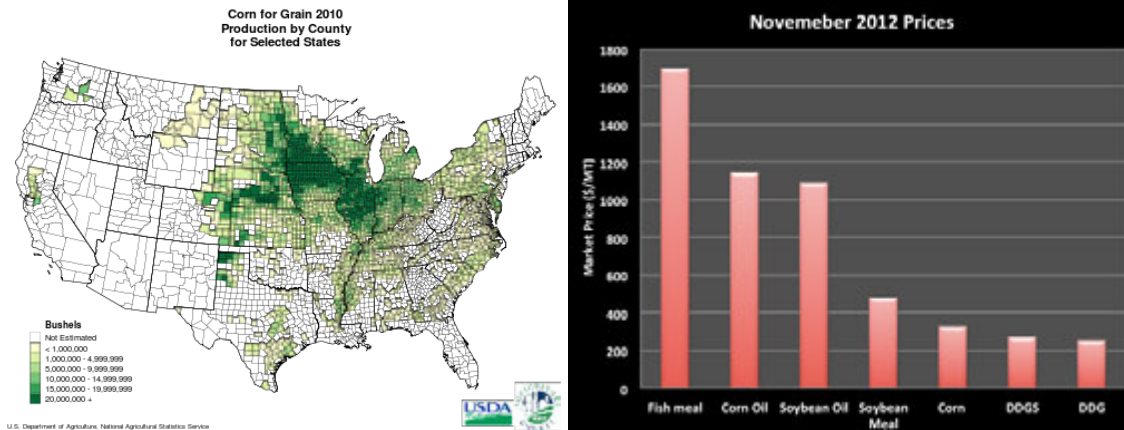 Corn for Grain 2010
Production by County
for Selected States
Bushels
Not Estimated
< 1,000,000
1,000,000 - 4,999,999
5,000,000 - 9,999,999
10,000,000 - 14,999,999
15,000,000 - 19,999,999
20,000,000 +
USDA
U.S. Department of Agriculture, National Agricultural Statistics Service
Novemeber 2012 Prices
Market Price ($/MT)
1800
1600
1400
1200
1000
800
600
400
200
0
Fish meal Corn Oil Soybean Oil Soybean Meal Corn DDGS DDG